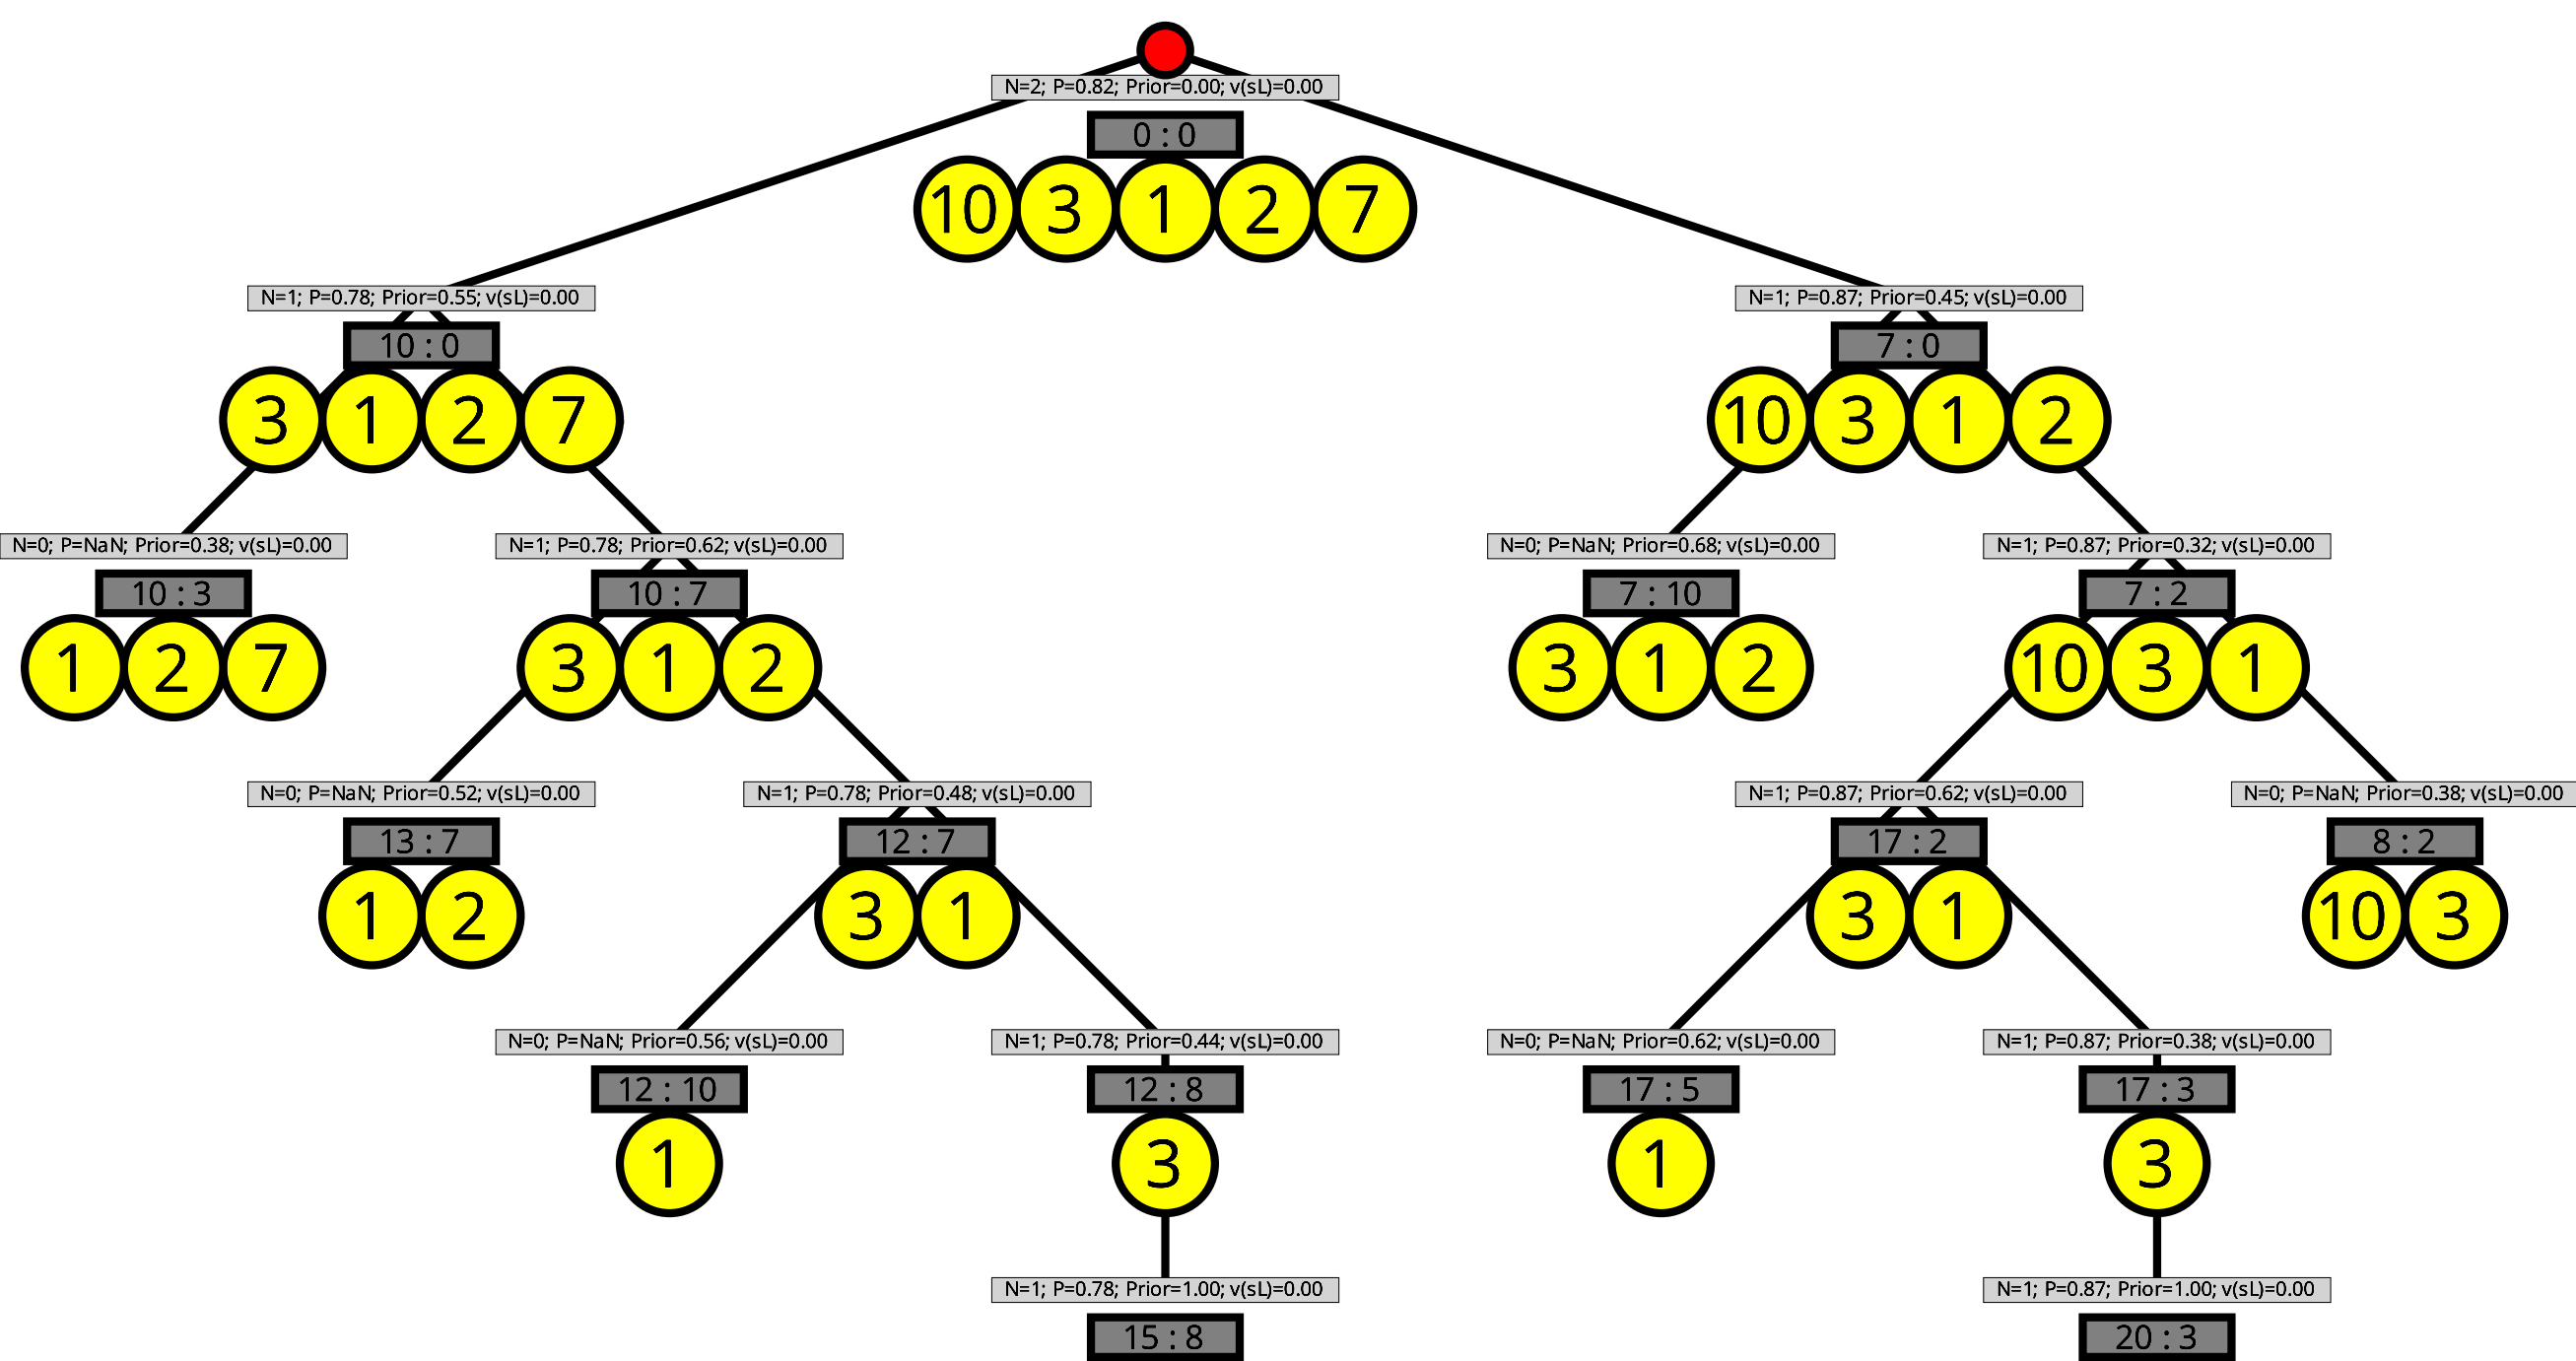 N=2; P=0.82; Prior=0.00; v(sL)=0.00
0 : 0
10 3 1 2 7
N=1; P=0.78; Prior=0.55; v(sL)=0.00
N=1; P=0.87; Prior=0.45; v(sL)=0.00
10 : 0
7 : 0
3 1 2 7
10 3 1 2
N=0; P=NaN; Prior=0.38; v(sL)=0.00
N=1; P=0.78; Prior=0.62; v(sL)=0.00
N=0; P=NaN; Prior=0.68; v(sL)=0.00
N=1; P=0.87; Prior=0.32; v(sL)=0.00
10 : 3
10 : 7
7 : 10
7 : 2
1 2 7
3 1 2
3 1 2
10 3 1
N=0; P=NaN; Prior=0.52; v(sL)=0.00
N=1; P=0.78; Prior=0.48; v(sL)=0.00
N=1; P=0.87; Prior=0.62; v(sL)=0.00
N=0; P=NaN; Prior=0.38; v(sL)=0.00
13 : 7
12 : 7
17 : 2
8 : 2
1 2
3 1
3 1
10 3
N=0; P=NaN; Prior=0.56; v(sL)=0.00
N=1; P=0.78; Prior=0.44; v(sL)=0.00
N=0; P=NaN; Prior=0.62; v(sL)=0.00
N=1; P=0.87; Prior=0.38; v(sL)=0.00
12 : 10
12 : 8
17 : 5
17 : 3
1
3
1
3
N=1; P=0.78; Prior=1.00; v(sL)=0.00
N=1; P=0.87; Prior=1.00; v(sL)=0.00
15 : 8
20 : 3